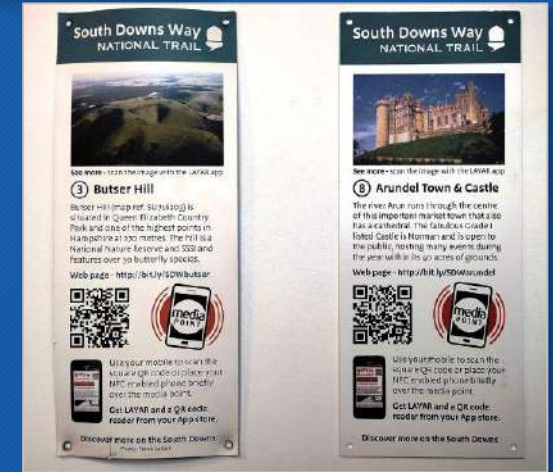 South Downs Way
NATIONAL TRAIL
See more - scan the image with the LAYAR app
3 Butser Hill
Butser Hill (map ref:
situated in Queen Elizabeth Country
Park and one of the highest points in
Hampshire at 270 metres. The hill is a
National Nature Reserve and SSSI and
features over 30 butterfly species.
Web page - http://bit.ly/SDWbutser
media
POINT
Use your mobile to scan the
square QR code or place your
NFC enabled phone briefly
over the media point.
Get LAYAR and a QR code
reader from your App store.
Discover more on the South Downs
South Downs Way
NATIONAL TRAIL
See more - scan the image with the LAYAR app
8 Arundel Town & Castle
The river Arun runs through the centre
of this important market town that also
has a cathedral. The fabulous Grade I
listed Castle is Norman and is open to
the public, hosting many events during
the year within its 40 acres of grounds.
Web page - http://bit.ly/SDWarundel
media
POINT
Use your mobile to scan the
square QR code or place your
NFC enabled phone briefly
over the media point.
Get LAYAR and a QR code
reader from your App store.
Discover more on the South Downs